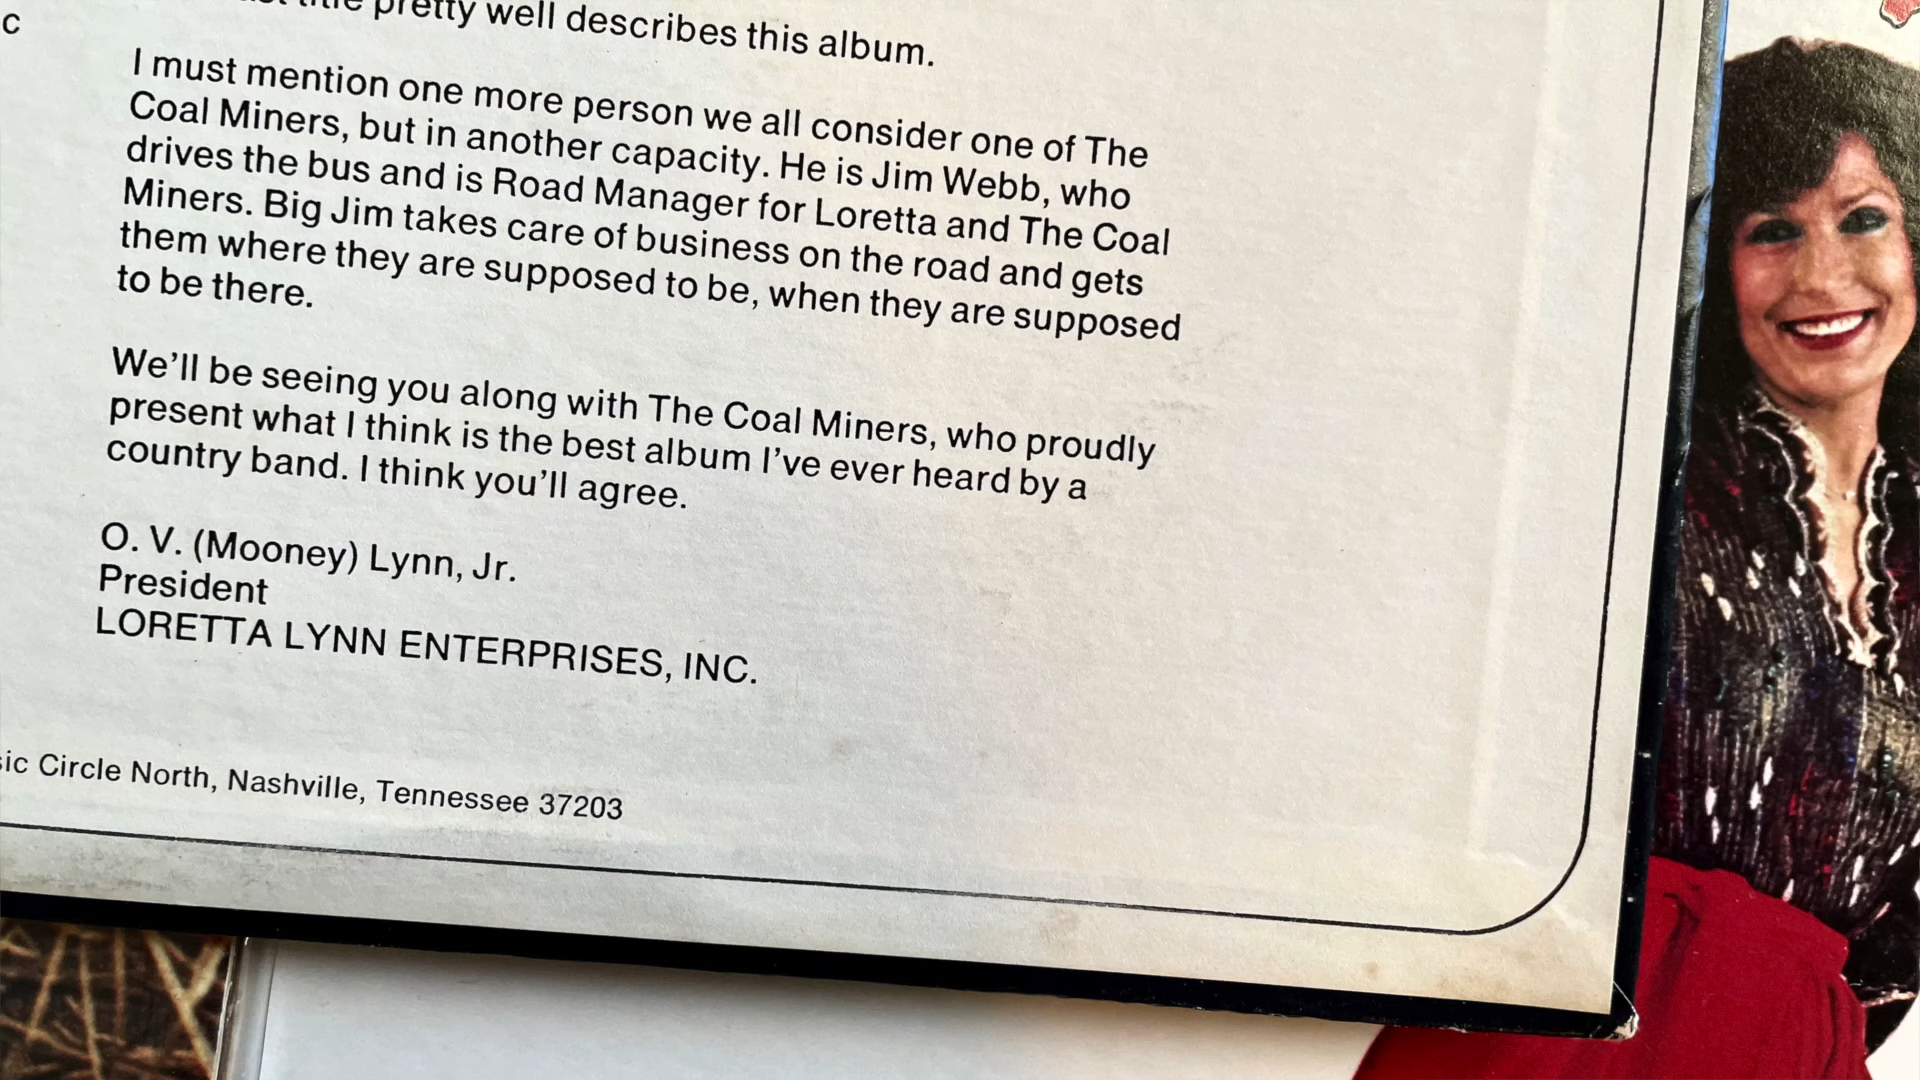 c
title pretty well describes this album.
I must mention one more person we all consider one of The
Coal Miners, but in another capacity. He is Jim Webb, who
drives the bus and is Road Manager for Loretta and The Coal
Miners. Big Jim takes care of business on the road and gets
them where they are supposed to be, when they are supposed
to be there.
We'll be seeing you along with The Coal Miners, who proudly
present what I think is the best album I've ever heard by a
country band. I think you'll agree.
O. V. (Mooney) Lynn, Jr.
President
LORETTA LYNN ENTERPRISES, INC.
Circle North, Nashville, Tennessee 37203